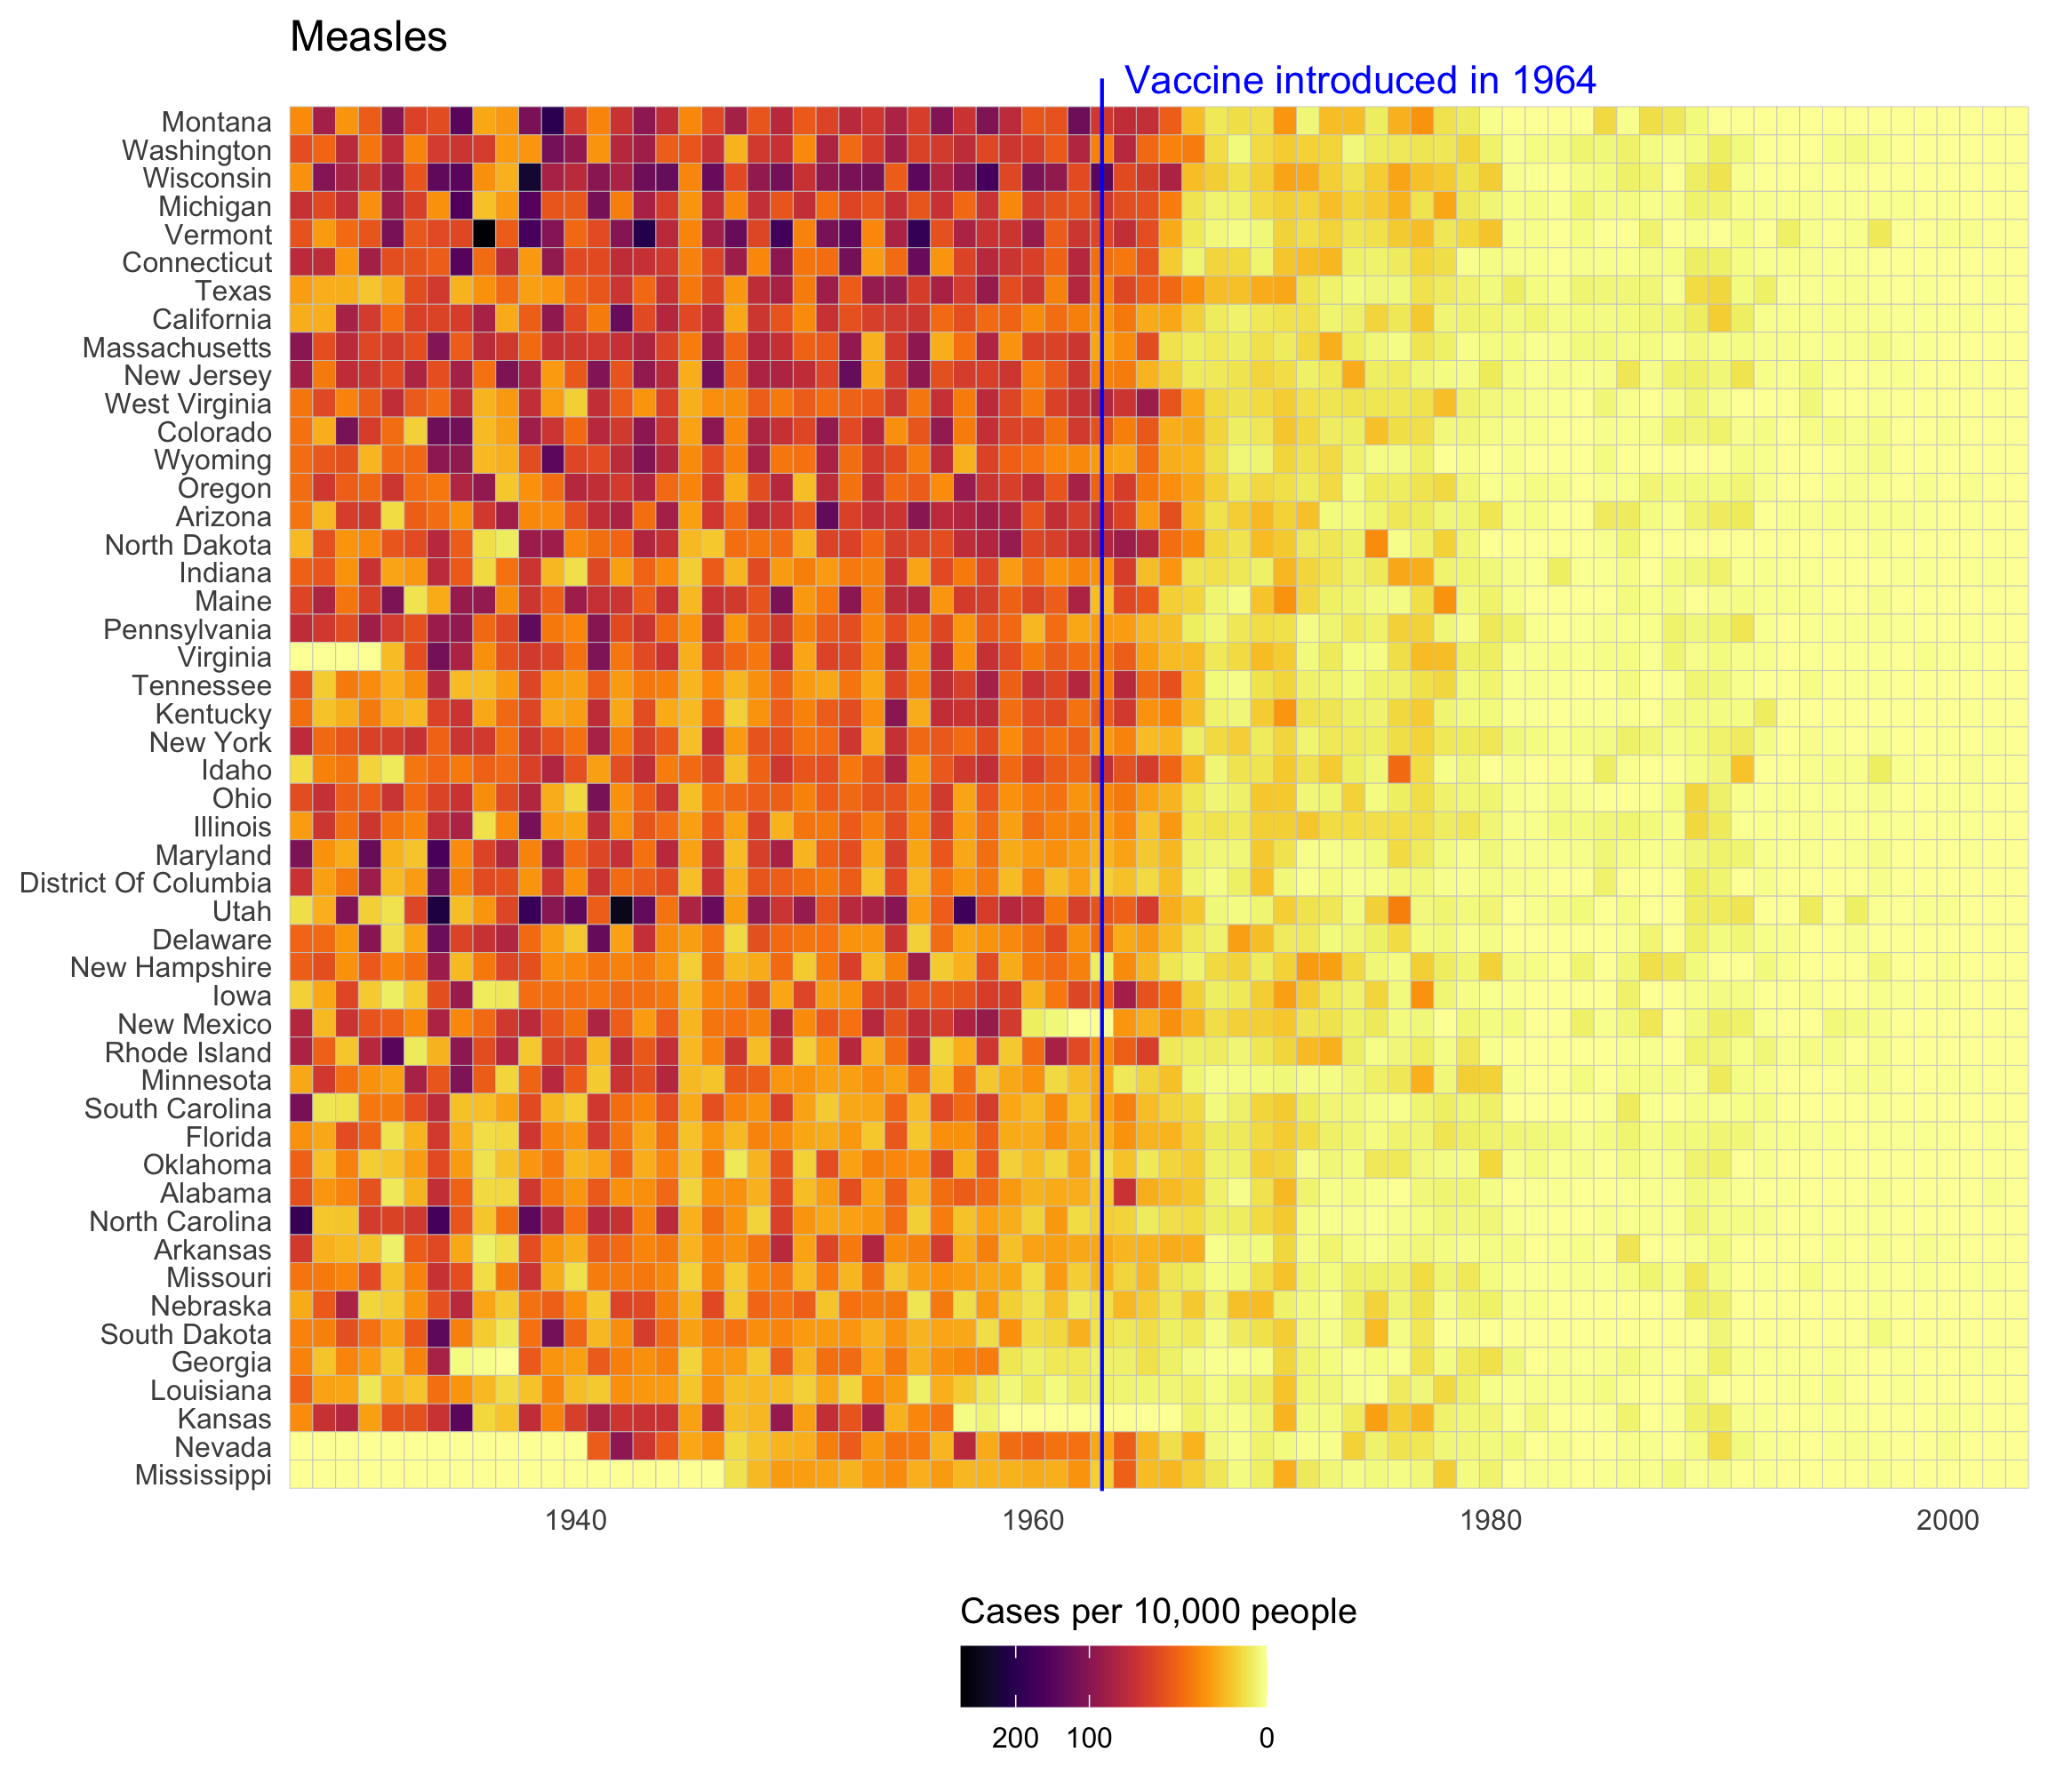 Measles
Vaccine introduced in 1964
Montana
Washington
Wisconsin
Michigan
Vermont
Connecticut
Texas
California
Massachusetts
New Jersey
West Virginia
Colorado
Wyoming
Oregon
Arizona
North Dakota
Indiana
Maine
Pennsylvania
Virginia
Tennessee
Kentucky
New York
Idaho
Ohio
Illinois
Maryland
District Of Columbia
Utah
Delaware
New Hampshire
Iowa
New Mexico
Rhode Island
Minnesota
South Carolina
Florida
Oklahoma
Alabama
North Carolina
Arkansas
Missouri
Nebraska
South Dakota
Georgia
Louisiana
Kansas
Nevada
Mississippi
1940 1960 1980 2000
Cases per 10,000 people
200 100 0